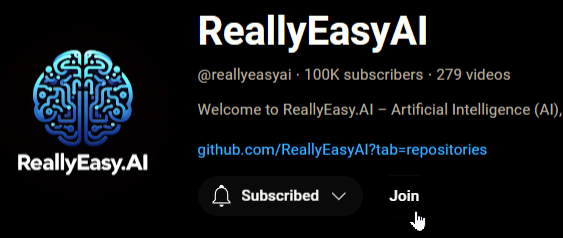 ReallyEasyAI
@reallyeasyai · 100K subscribers · 279 videos
Welcome to ReallyEasy.AI – Artificial Intelligence (AI),
github.com/ReallyEasyAI?tab=repositories
ReallyEasy.AI
Subscribed
Join